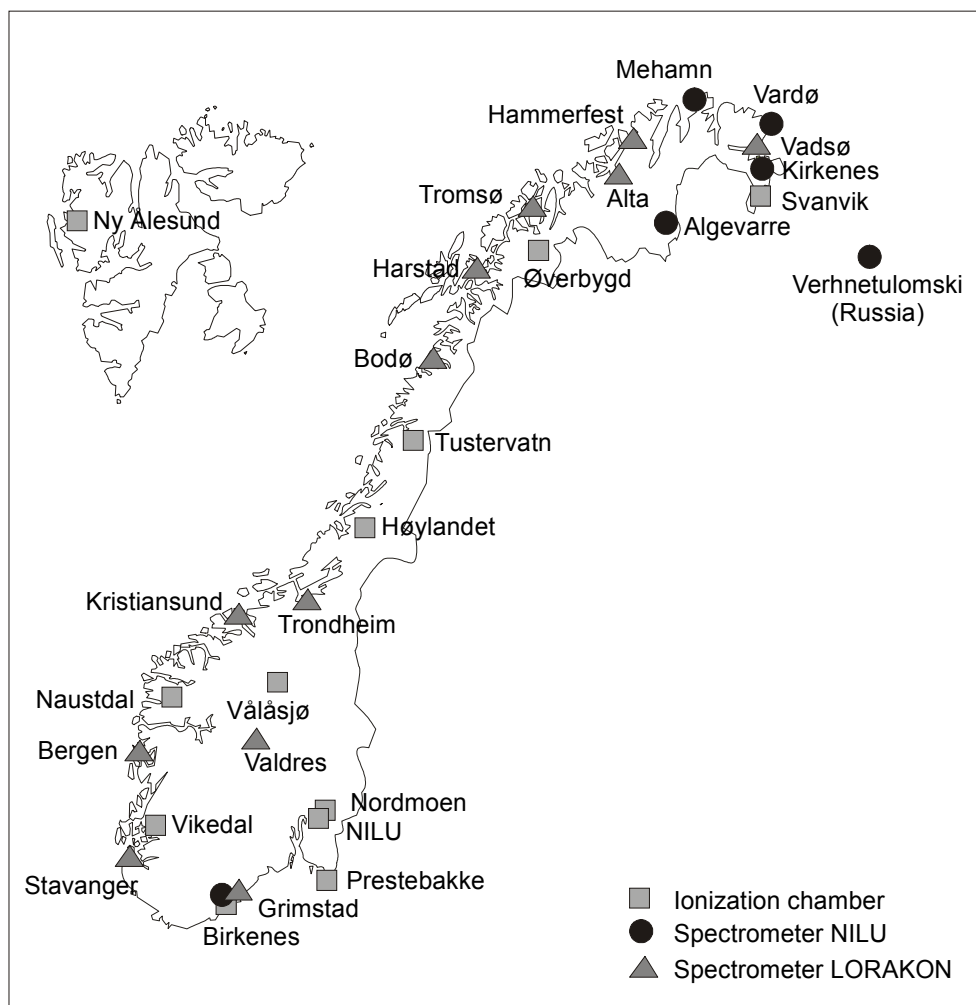 Mehamn
Vardø
Hammerfest
Vadsø
Kirkenes
Tromsø
Alta
Svanvik
Ny Ålesund
Algevarre
Harstad
Øverbygd
Verhnetulomski
(Russia)
Bodø
Tustervatn
Høylandet
Kristiansund
Trondheim
Naustdal
Vålåsjø
Bergen
Valdres
Nordmoen
NILU
Vikedal
Stavanger
Prestebakke
Grimstad
Birkenes
Ionization chamber
Spectrometer NILU
Spectrometer LORAKON